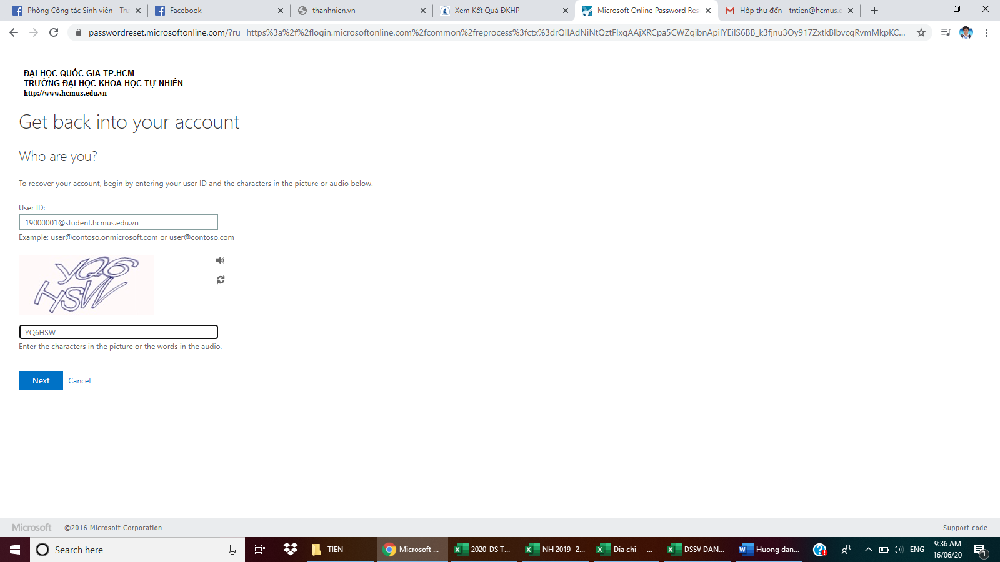 Phòng Công tác Sinh viên - Trư
Facebook
thanhnien.vn
Xem Kết Quả ĐKHP
Microsoft Online Password Res
Hộp thư đến - tntien@hcmus.e
passwordreset.microsoftonline.com/?ru=https%3a%2f%2flogin.microsoftonline.com%2fcommon%2freprocess%3fctx%3drQIIAdNiNtQztFIxgAAjXRCpa5CWZqibnApiIYEiIS6BB_k3fjnu3Oy917ZxtkBlbvcqRvmMkpKC...
ĐẠI HỌC QUỐC GIA TP.HCM
TRƯỜNG ĐẠI HỌC KHOA HỌC TỰ NHIÊN
http://www.hcmus.edu.vn
Get back into your account
Who are you?
To recover your account, begin by entering your user ID and the characters in the picture or audio below.
User ID:
19000001@student.hcmus.edu.vn
Example: user@contoso.onmicrosoft.com or user@contoso.com
YQ6
HSW
YQ6HSW
Enter the characters in the picture or the words in the audio.
Next Cancel
Microsoft ©2016 Microsoft Corporation Support code
Search here
TIEN
Microsoft ...
2020_DS T...
NH 2019 -2...
Dia chi - ...
DSSV DAN...
Huong dan...
ENG
9:36 AM
16/06/20
1